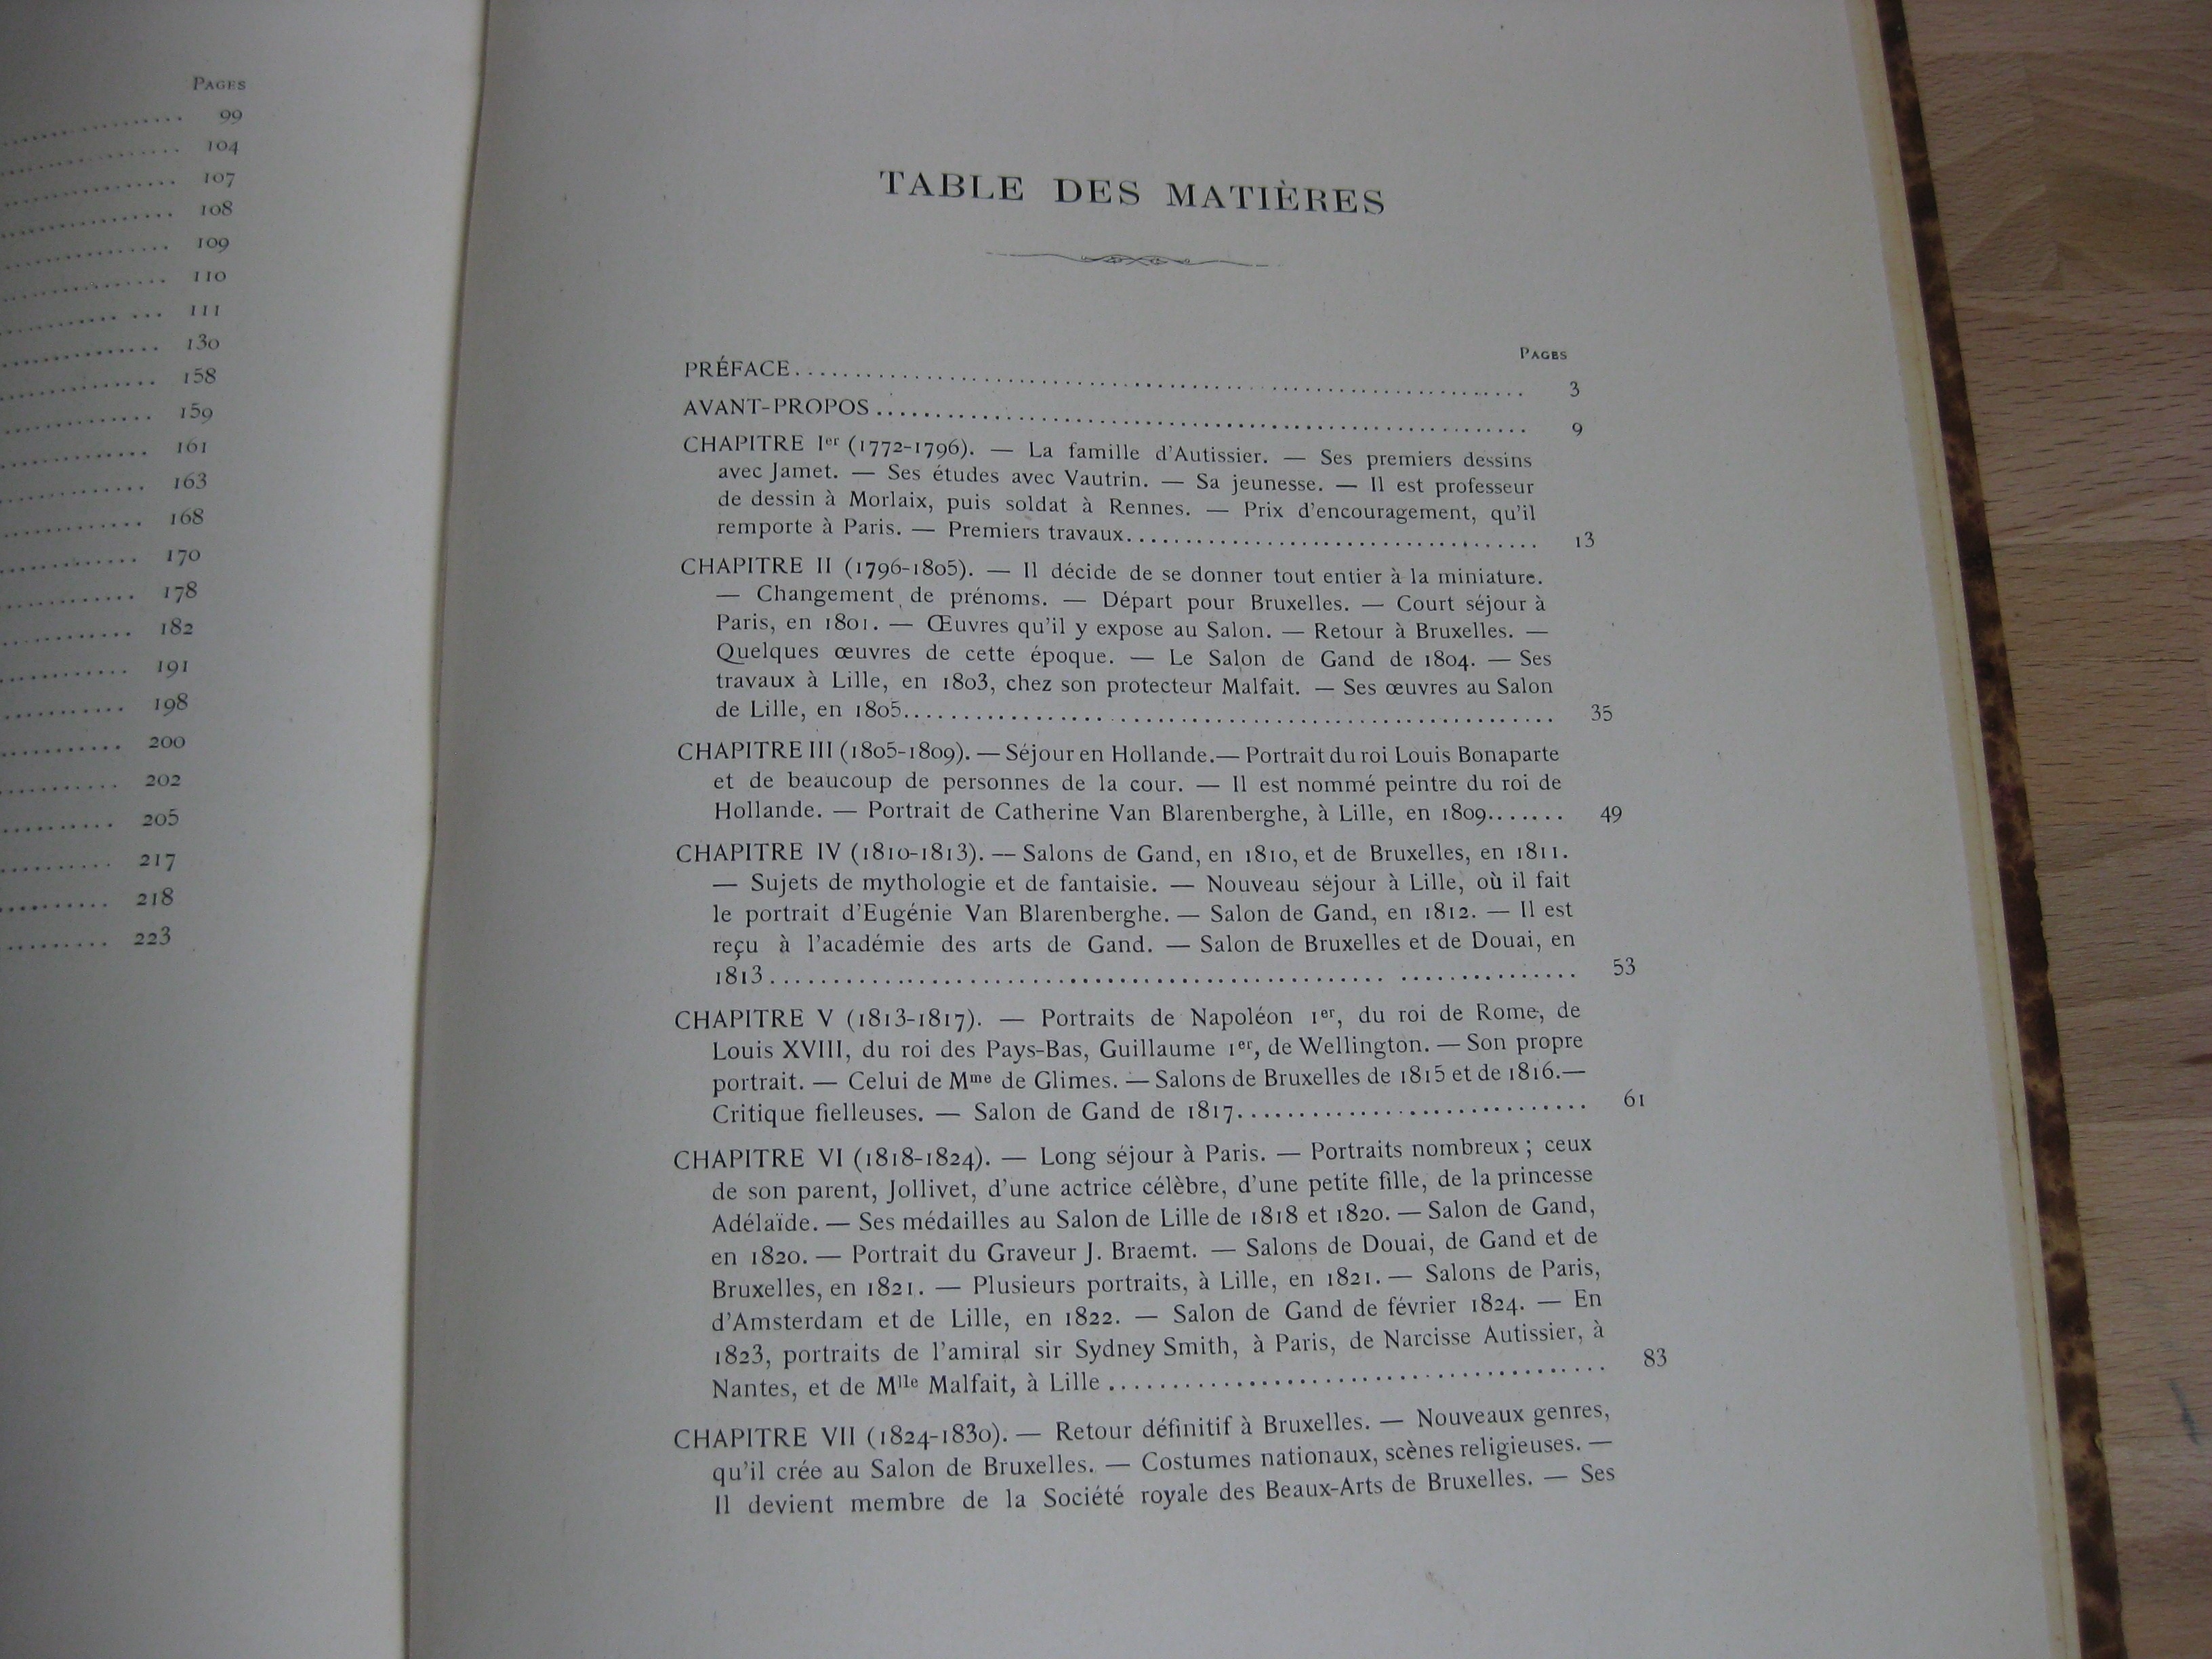 PAGES
99
104
107
108
109
110
111
130
158
159
161
163
168
170
178
182
191
198
200
202
205
217
218
223
TABLE DES MATIÈRES
PAGES
PRÉFACE 3
AVANT-PROPOS 9
CHAPITRE Ier (1772-1796). — La famille d'Autissier. — Ses premiers dessins
avec Jamet. — Ses études avec Vautrin. — Sa jeunesse. — Il est professeur
de dessin à Morlaix, puis soldat à Rennes. — Prix d'encouragement, qu'il
remporte à Paris. — Premiers travaux 13
CHAPITRE II (1796-1805). — Il décide de se donner tout entier à la miniature.
— Changement de prénoms. — Départ pour Bruxelles. — Court séjour à
Paris, en 1801. — Œuvres qu'il y expose au Salon. — Retour à Bruxelles. —
Quelques œuvres de cette époque. — Le Salon de Gand de 1804. — Ses
travaux à Lille, en 1803, chez son protecteur Malfait. — Ses œuvres au Salon
de Lille, en 1805 35
CHAPITRE III (1805-1809). — Séjour en Hollande. — Portrait du roi Louis Bonaparte
et de beaucoup de personnes de la cour. — Il est nommé peintre du roi de
Hollande. — Portrait de Catherine Van Blarenberghe, à Lille, en 1809 49
CHAPITRE IV (1810-1813). — Salons de Gand, en 1810, et de Bruxelles, en 1811.
— Sujets de mythologie et de fantaisie. — Nouveau séjour à Lille, où il fait
le portrait d'Eugénie Van Blarenberghe. — Salon de Gand, en 1812. — Il est
reçu à l'académie des arts de Gand. — Salon de Bruxelles et de Douai, en
1813 53
CHAPITRE V (1813-1817). — Portraits de Napoléon 1er, du roi de Rome, de
Louis XVIII, du roi des Pays-Bas, Guillaume 1er, de Wellington. — Son propre
portrait. — Celui de Mme de Glimes. — Salons de Bruxelles de 1815 et de 1816. —
Critique fielleuses. — Salon de Gand de 1817 61
CHAPITRE VI (1818-1824). — Long séjour à Paris. — Portraits nombreux ; ceux
de son parent, Jollivet, d'une actrice célèbre, d'une petite fille, de la princesse
Adélaïde. — Ses médailles au Salon de Lille de 1818 et 1820. — Salon de Gand,
en 1820. — Portrait du Graveur J. Braemt. — Salons de Douai, de Gand et de
Bruxelles, en 1821. — Plusieurs portraits, à Lille, en 1821. — Salons de Paris,
d'Amsterdam et de Lille, en 1822. — Salon de Gand de février 1824. — En
1823, portraits de l'amiral sir Sydney Smith, à Paris, de Narcisse Autissier, à
Nantes, et de Mlle Malfait, à Lille 83
CHAPITRE VII (1824-1830). — Retour définitif à Bruxelles. — Nouveaux genres,
qu'il crée au Salon de Bruxelles. — Costumes nationaux, scènes religieuses. —
Il devient membre de la Société royale des Beaux-Arts de Bruxelles. — Ses